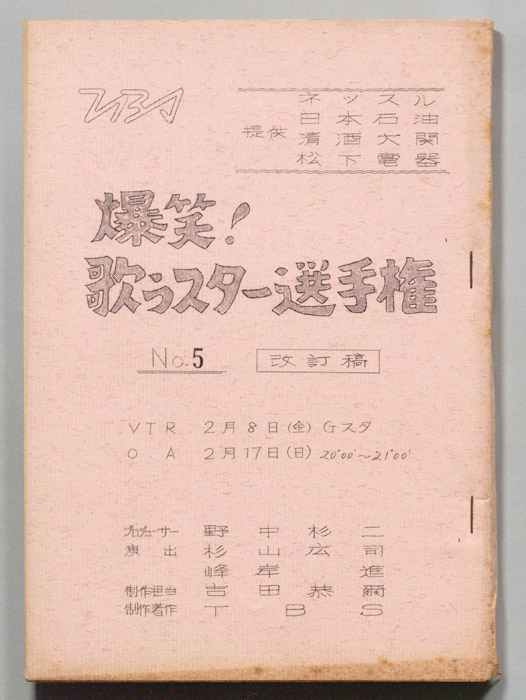 TBS
ネッスル
日本石油
提供
清酒大関
松下電器
爆笑!
歌うスター選手権
No.5
改訂稿
VTR 2月8日(金) Gスタ
O.A 2月17日(日) 20:00~21:00
プロデューサー 野中杉二
演出 杉山広司
峰岸進
制作担当 吉田恭爾
制作著作 TBS